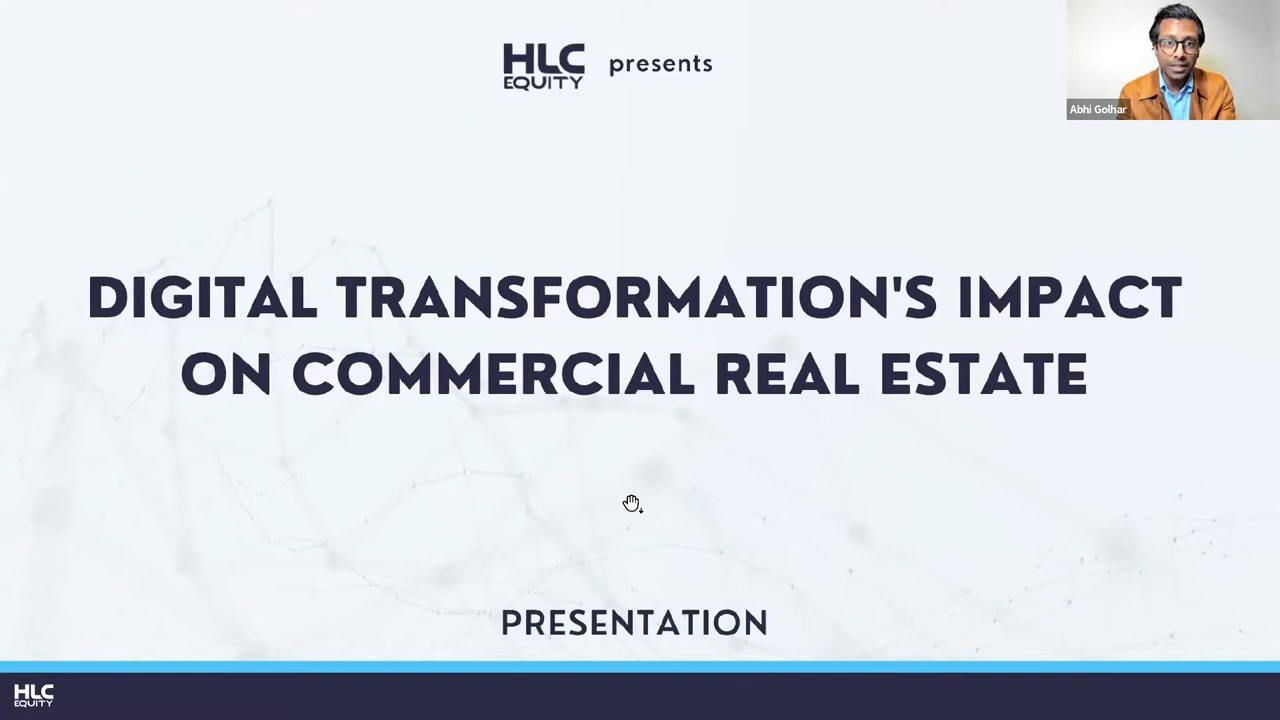 HLC EQUITY presents
Abhi Golhar
DIGITAL TRANSFORMATION'S IMPACT
ON COMMERCIAL REAL ESTATE
PRESENTATION
HLC
EQUITY